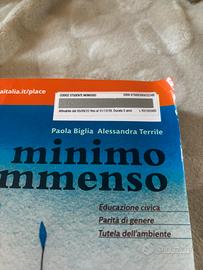 aitalia.it/place
CODICE STUDENTE MINIMOIMM
Paola Biglia Alessandra Terrile
minimo
mmenso
Educazione civica
Parità di genere
Tutela dell'ambiente